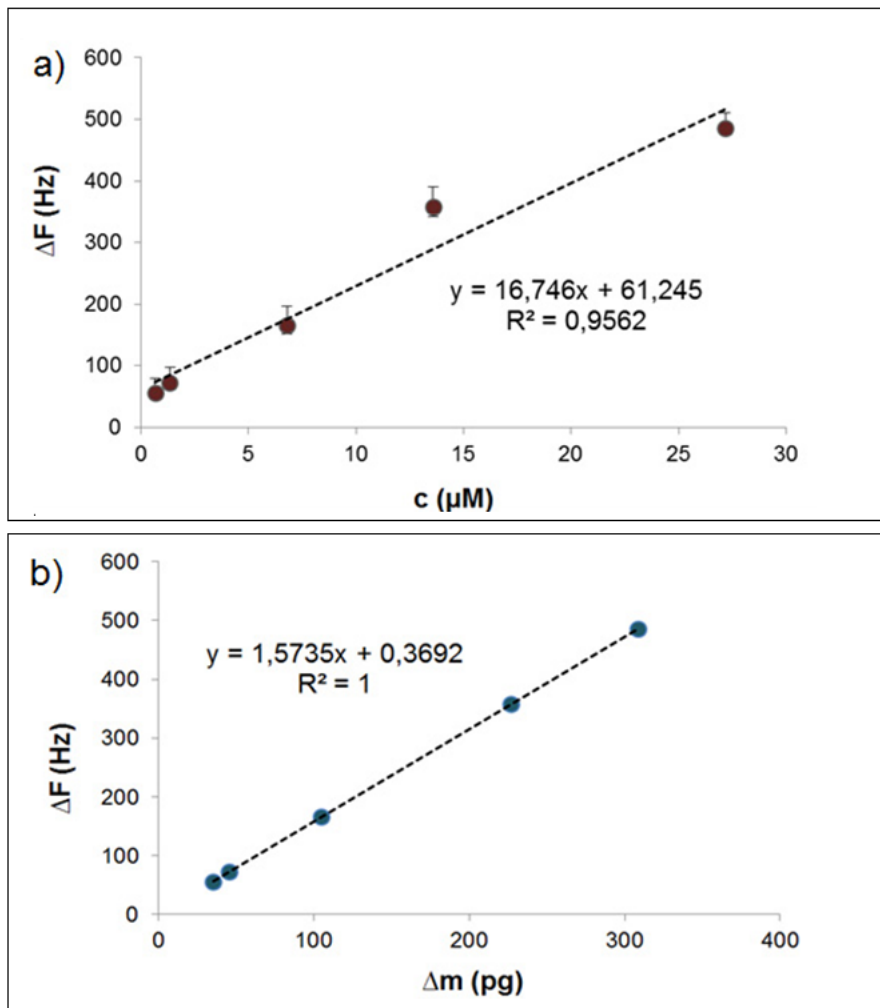 a)
600
500
400
300
200
100
0
ΔF (Hz)
y = 16,746x + 61,245
R² = 0,9562
0 5 10 15 20 25 30
c (µM)
b)
600
500
400
300
200
100
0
ΔF (Hz)
y = 1,5735x + 0,3692
R² = 1
0 100 200 300 400
Δm (pg)